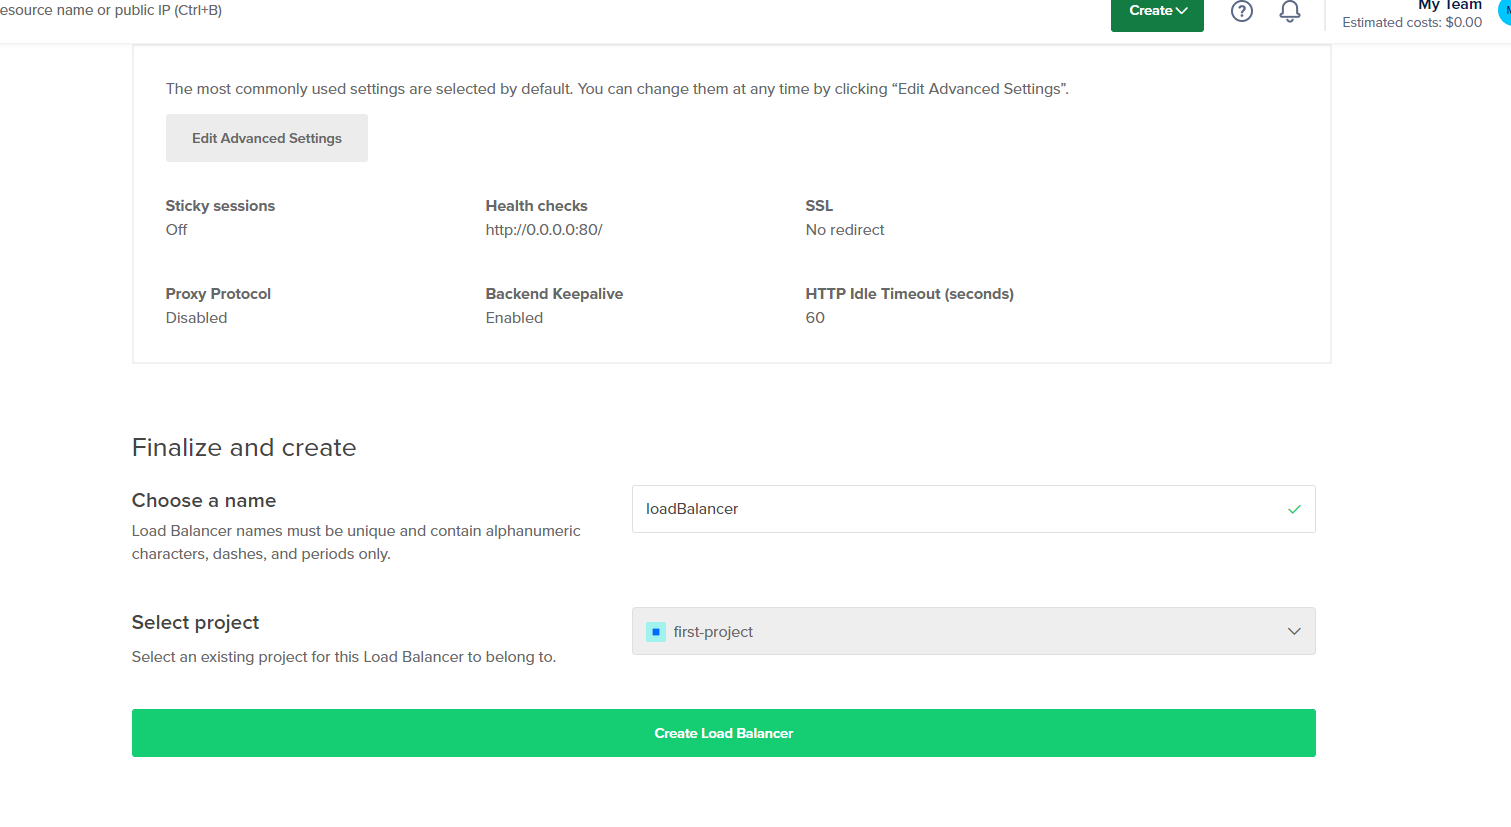 esource name or public IP (Ctrl+B)
Create
My Team
Estimated costs: $0.00
The most commonly used settings are selected by default. You can change them at any time by clicking “Edit Advanced Settings”.
Edit Advanced Settings
Sticky sessions
Off
Health checks
http://0.0.0.0:80/
SSL
No redirect
Proxy Protocol
Disabled
Backend Keepalive
Enabled
HTTP Idle Timeout (seconds)
60
Finalize and create
Choose a name
Load Balancer names must be unique and contain alphanumeric
characters, dashes, and periods only.
loadBalancer
Select project
Select an existing project for this Load Balancer to belong to.
first-project
Create Load Balancer